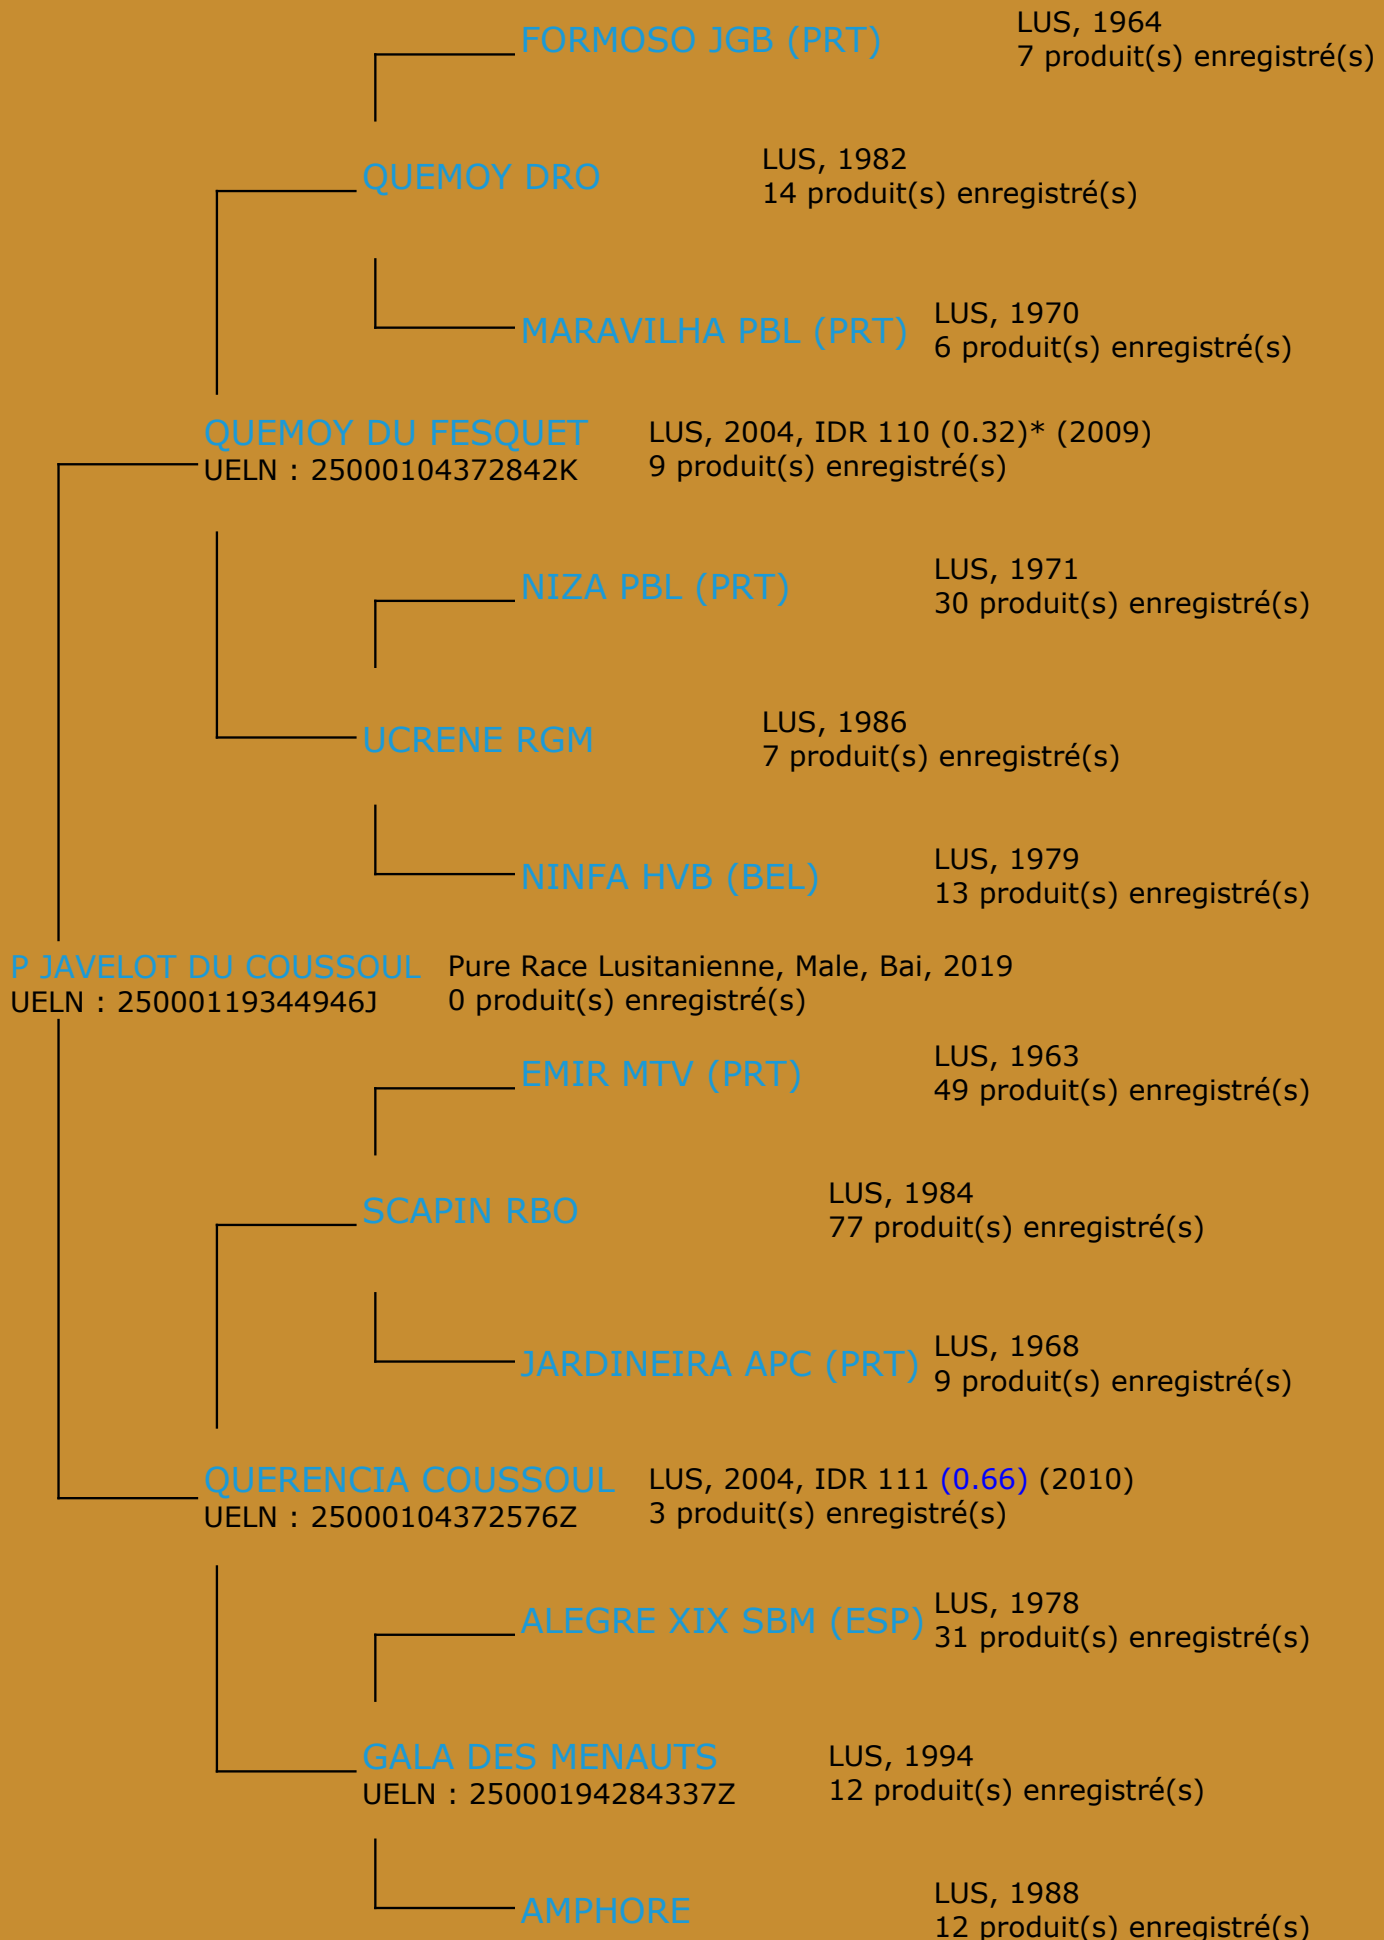 FORMOSO JGB (PRT)
LUS, 1964
7 produit(s) enregistré(s)
QUEMOY DRO
LUS, 1982
14 produit(s) enregistré(s)
MARAVILHA PBL (PRT)
LUS, 1970
6 produit(s) enregistré(s)
QUEMOY DU FESQUET
UELN : 25000104372842K
LUS, 2004, IDR 110 (0.32)* (2009)
9 produit(s) enregistré(s)
NIZA PBL (PRT)
LUS, 1971
30 produit(s) enregistré(s)
UCRENE RGM
LUS, 1986
7 produit(s) enregistré(s)
NINFA HVB (BEL)
LUS, 1979
13 produit(s) enregistré(s)
P JAVELOT DU COUSSOUL
UELN : 25000119344946J
Pure Race Lusitanienne, Male, Bai, 2019
0 produit(s) enregistré(s)
EMIR MTV (PRT)
LUS, 1963
49 produit(s) enregistré(s)
SCAPIN RBO
LUS, 1984
77 produit(s) enregistré(s)
JARDINEIRA APC (PRT)
LUS, 1968
9 produit(s) enregistré(s)
QUERENCIA COUSSOUL
UELN : 25000104372576Z
LUS, 2004, IDR 111 (0.66) (2010)
3 produit(s) enregistré(s)
ALEGRE XIX SBM (ESP)
LUS, 1978
31 produit(s) enregistré(s)
GALA DES MENAUTS
UELN : 25000194284337Z
LUS, 1994
12 produit(s) enregistré(s)
AMPHORE
LUS, 1988
12 produit(s) enregistré(s)